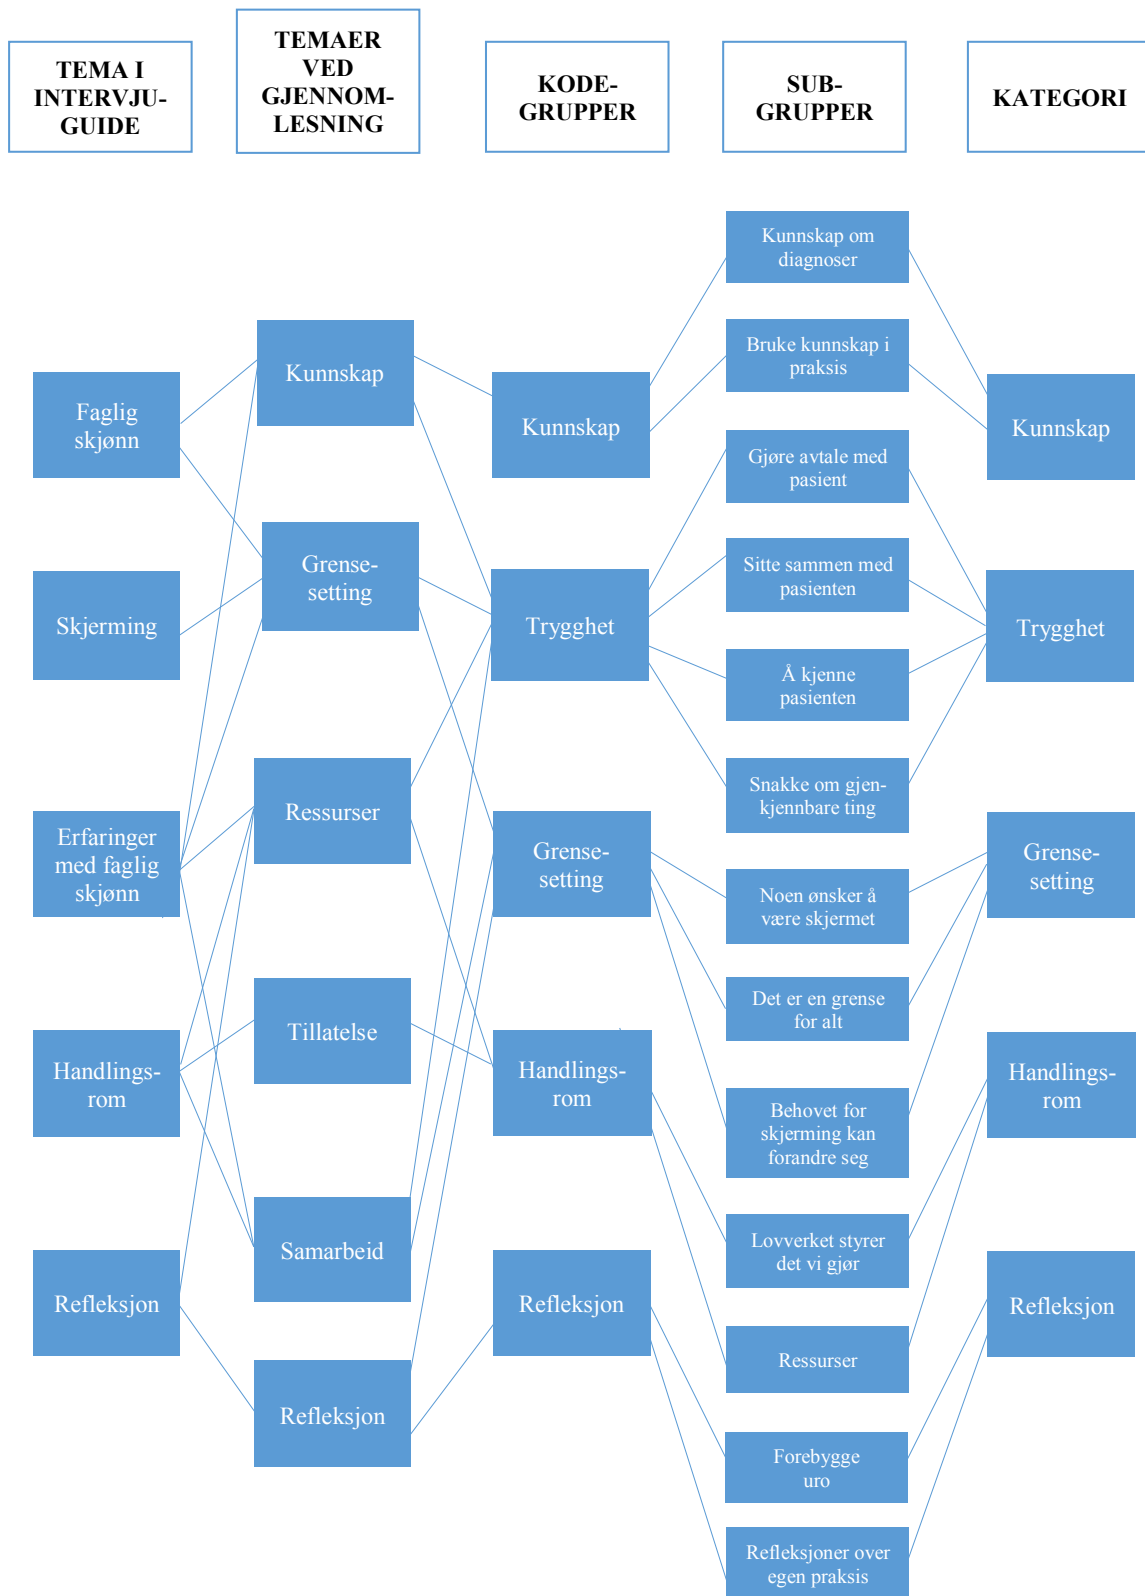 TEMA I
INTERVJU-
GUIDE
TEMAER
VED
GJENNOM-
LESNING
KODE-
GRUPPER
SUB-
GRUPPER
KATEGORI
Faglig
skjønn
Skjerming
Erfaringer
med faglig
skjønn
Handlings-
rom
Refleksjon
Kunnskap
Grense-
setting
Ressurser
Tillatelse
Samarbeid
Refleksjon
Kunnskap
Trygghet
Grense-
setting
Handlings-
rom
Refleksjon
Kunnskap om
diagnoser
Bruke kunnskap i
praksis
Gjøre avtale med
pasient
Sitte sammen med
pasienten
Å kjenne
pasienten
Snakke om gjen-
kjennbare ting
Noen ønsker å
være skjermet
Det er en grense
for alt
Behovet for
skjerming kan
forandre seg
Lovverket styrer
det vi gjør
Ressurser
Forebygge
uro
Refleksjoner over
egen praksis
Kunnskap
Trygghet
Grense-
setting
Handlings-
rom
Refleksjon